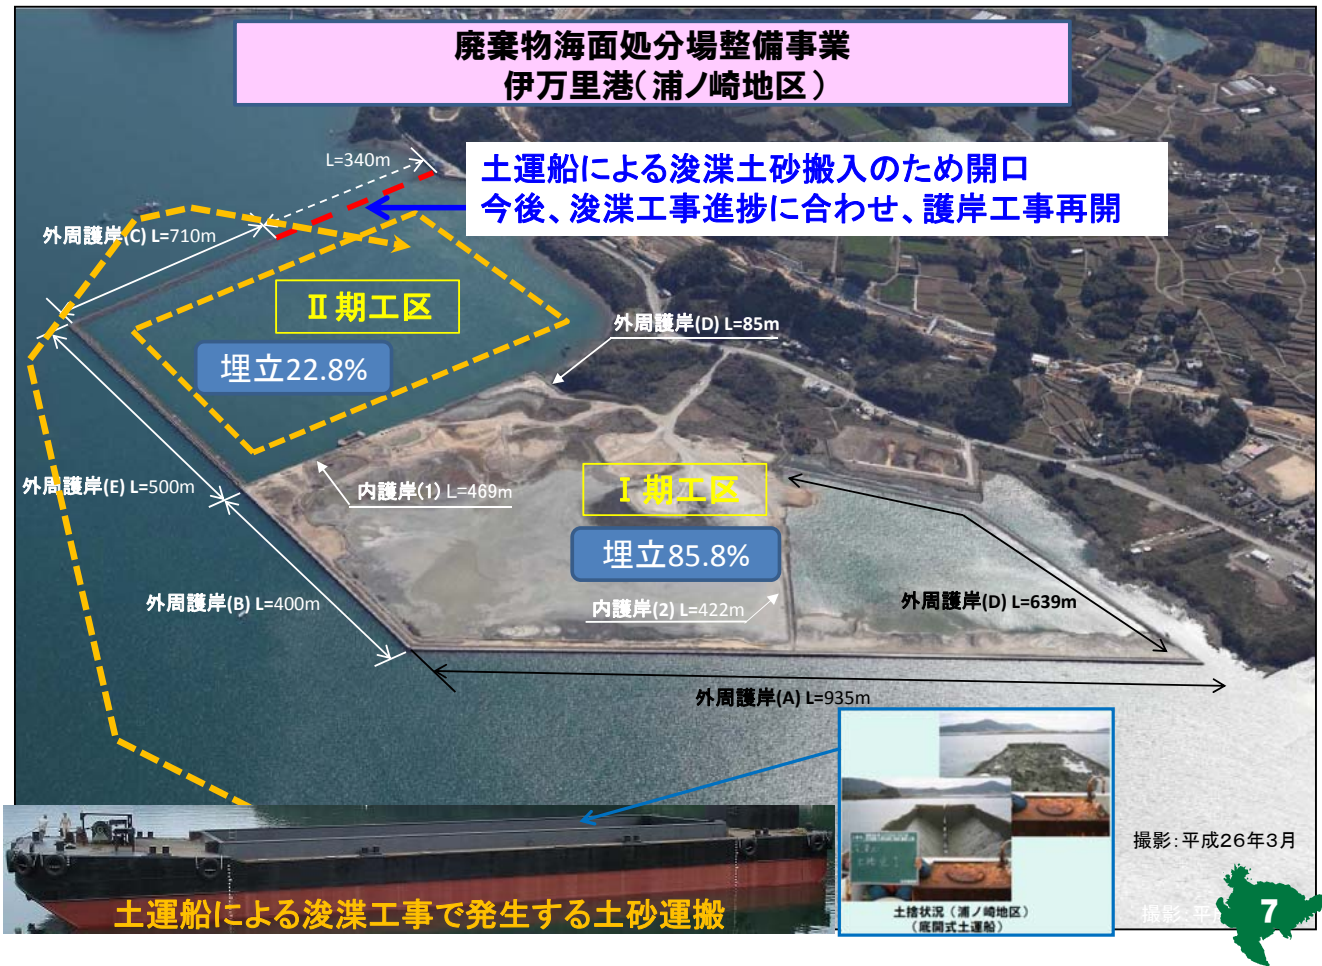 廃棄物海面処分場整備事業
伊万里港（浦ノ崎地区）
L=340m
土運船による浚渫土砂搬入のため開口
今後、浚渫工事進捗に合わせ、護岸工事再開
外周護岸(C) L=710m
Ⅱ期工区
埋立22.8%
外周護岸(D) L=85m
外周護岸(E) L=500m
内護岸(1) L=469m
Ⅰ期工区
埋立85.8%
外周護岸(B) L=400m
内護岸(2) L=422m
外周護岸(D) L=639m
外周護岸(A) L=935m
撮影：平成26年3月
土運船による浚渫工事で発生する土砂運搬
土捨状況（浦ノ崎地区）
（底開式土運船）
撮影：平
7